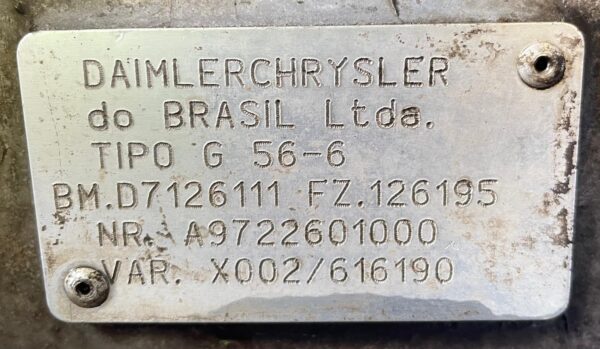 DAIMLERCHRYSLER
do BRASIL Ltda.
TIPO G 56-6
BM.D7126111 FZ.126195
NR. A9722601000
VAR. X002/616190